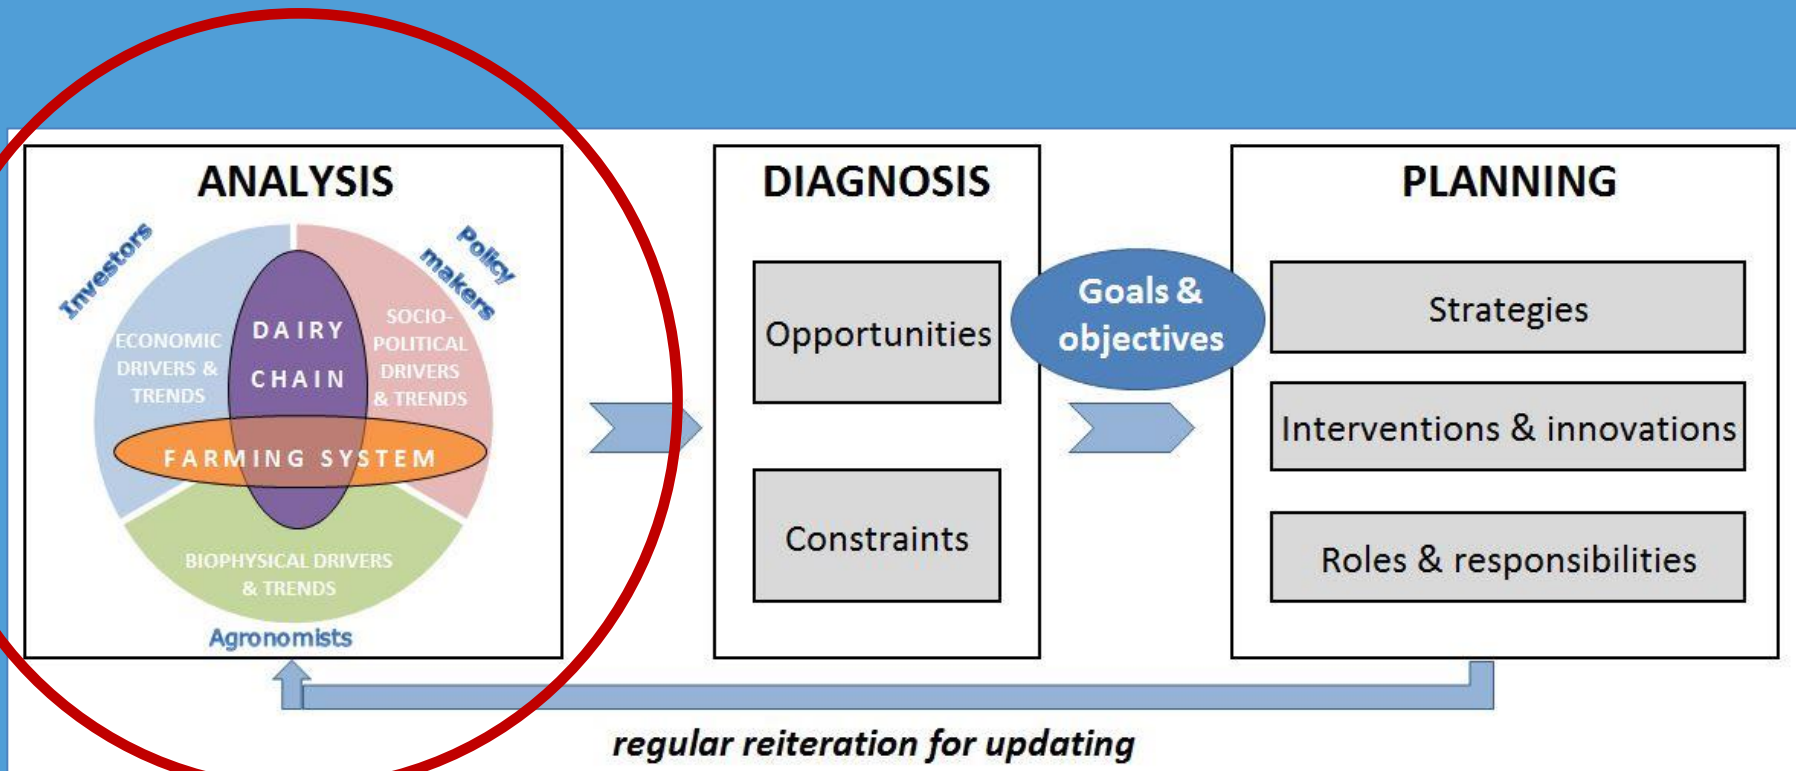 ANALYSIS
Investors
Policy
makers
ECONOMIC
DRIVERS &
TRENDS
DAIRY
CHAIN
SOCIO-
POLITICAL
DRIVERS
& TRENDS
FARMING SYSTEM
BIOPHYSICAL DRIVERS
& TRENDS
Agronomists
DIAGNOSIS
Opportunities
Constraints
Goals &
objectives
PLANNING
Strategies
Interventions & innovations
Roles & responsibilities
regular reiteration for updating